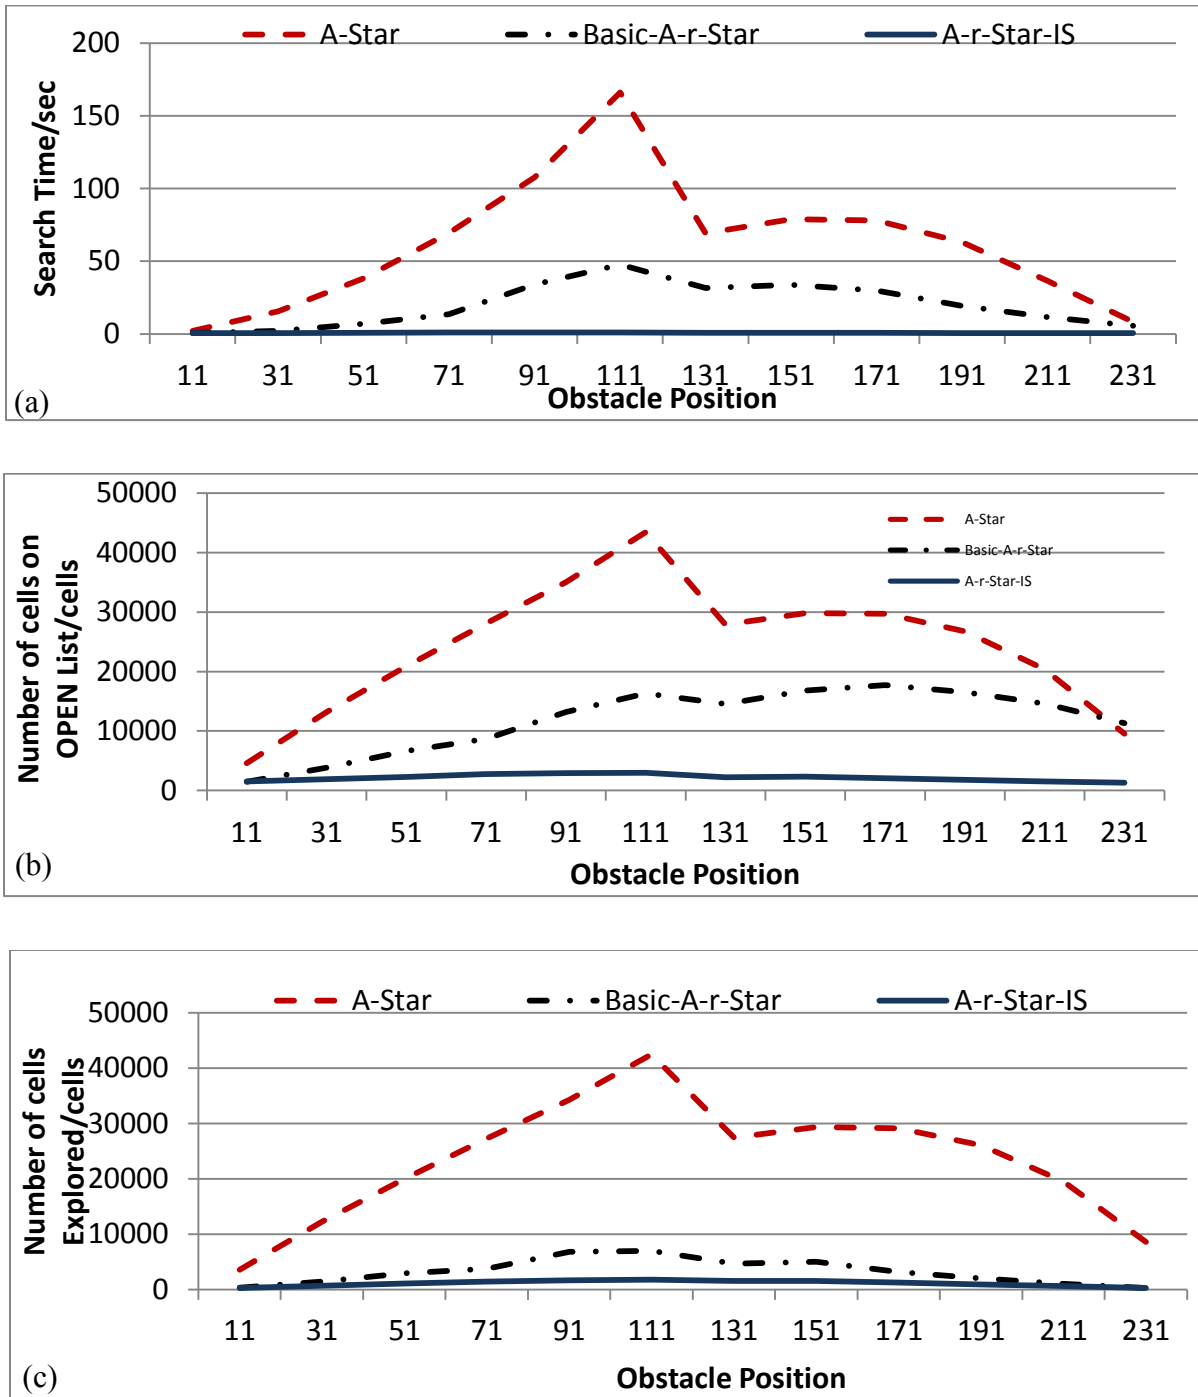 A-Star Basic-A-r-Star A-r-Star-IS
200
150
100
50
0
Search Time/sec
11 31 51 71 91 111 131 151 171 191 211 231
Obstacle Position
(a)
50000
40000
30000
20000
10000
0
Number of cells on
OPEN List/cells
A-Star
Basic-A-r-Star
A-r-Star-IS
11 31 51 71 91 111 131 151 171 191 211 231
Obstacle Position
(b)
A-Star Basic-A-r-Star A-r-Star-IS
50000
40000
30000
20000
10000
0
Number of cells
Explored/cells
11 31 51 71 91 111 131 151 171 191 211 231
Obstacle Position
(c)